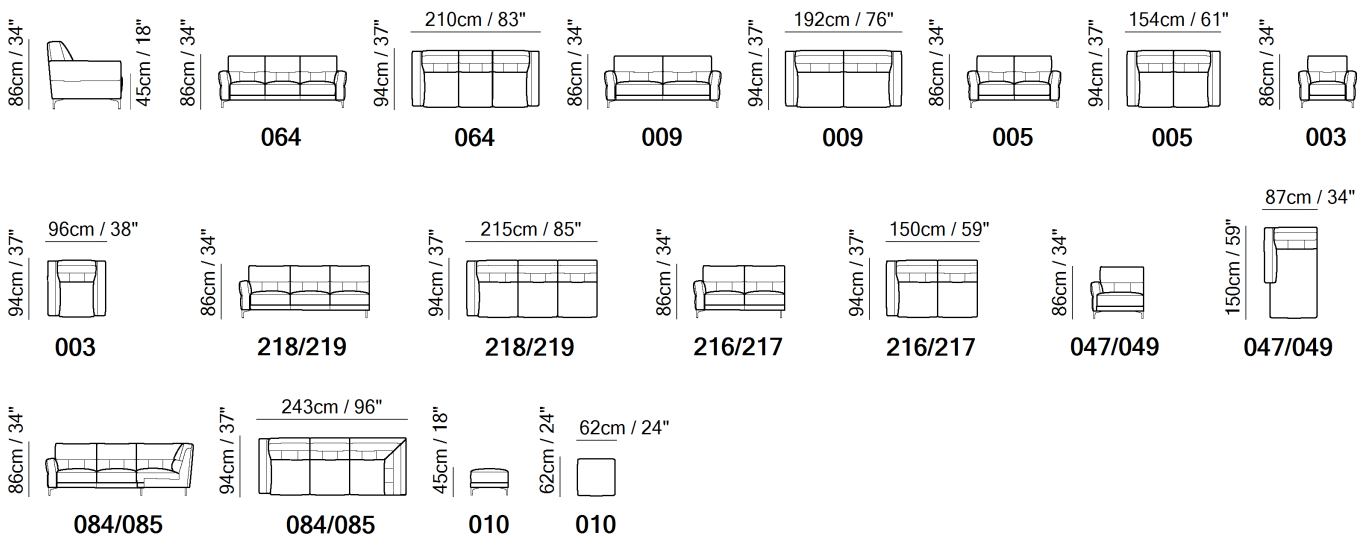 86cm / 34"
45cm / 18"
86cm / 34"
064
210cm / 83"
94cm / 37"
064
86cm / 34"
009
192cm / 76"
94cm / 37"
009
86cm / 34"
005
154cm / 61"
94cm / 37"
005
86cm / 34"
003
96cm / 38"
94cm / 37"
003
86cm / 34"
218/219
215cm / 85"
94cm / 37"
218/219
86cm / 34"
216/217
150cm / 59"
94cm / 37"
216/217
86cm / 34"
047/049
87cm / 34"
150cm / 59"
047/049
86cm / 34"
084/085
243cm / 96"
94cm / 37"
084/085
45cm / 18"
010
62cm / 24"
62cm / 24"
010